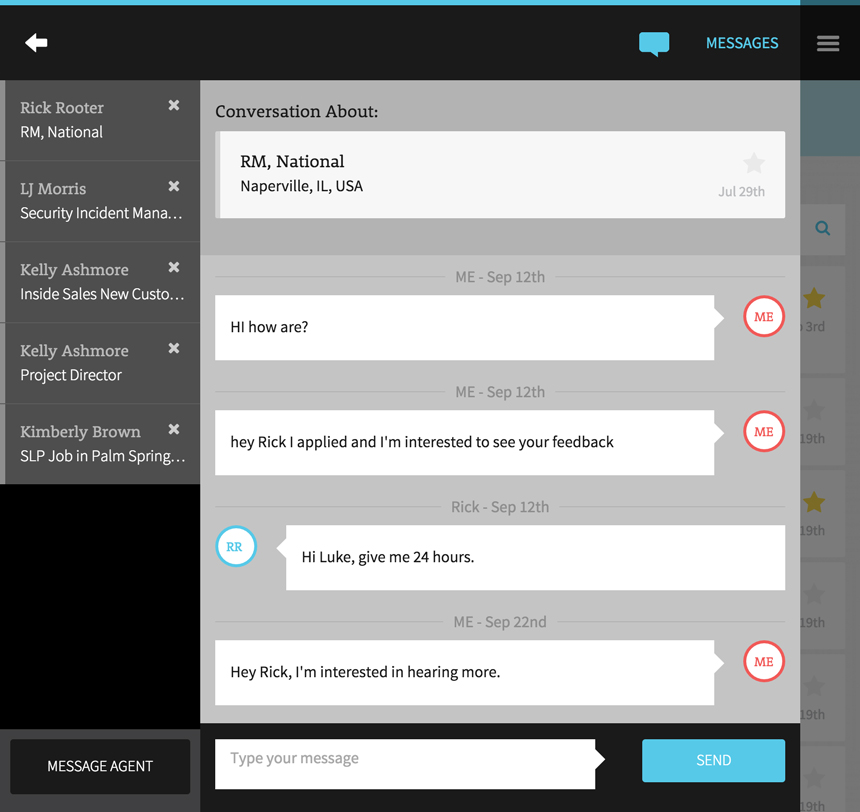 MESSAGES
Rick Rooter
RM, National
LJ Morris
Security Incident Mana…
Kelly Ashmore
Inside Sales New Custo…
Kelly Ashmore
Project Director
Kimberly Brown
SLP Job in Palm Spring…
MESSAGE AGENT
Conversation About:
RM, National
Naperville, IL, USA
Jul 29th
ME - Sep 12th
HI how are?
ME
ME - Sep 12th
hey Rick I applied and I'm interested to see your feedback
ME
Rick - Sep 12th
RR
Hi Luke, give me 24 hours.
ME - Sep 22nd
Hey Rick, I'm interested in hearing more.
ME
Type your message
SEND
3rd
19th
19th
19th
19th